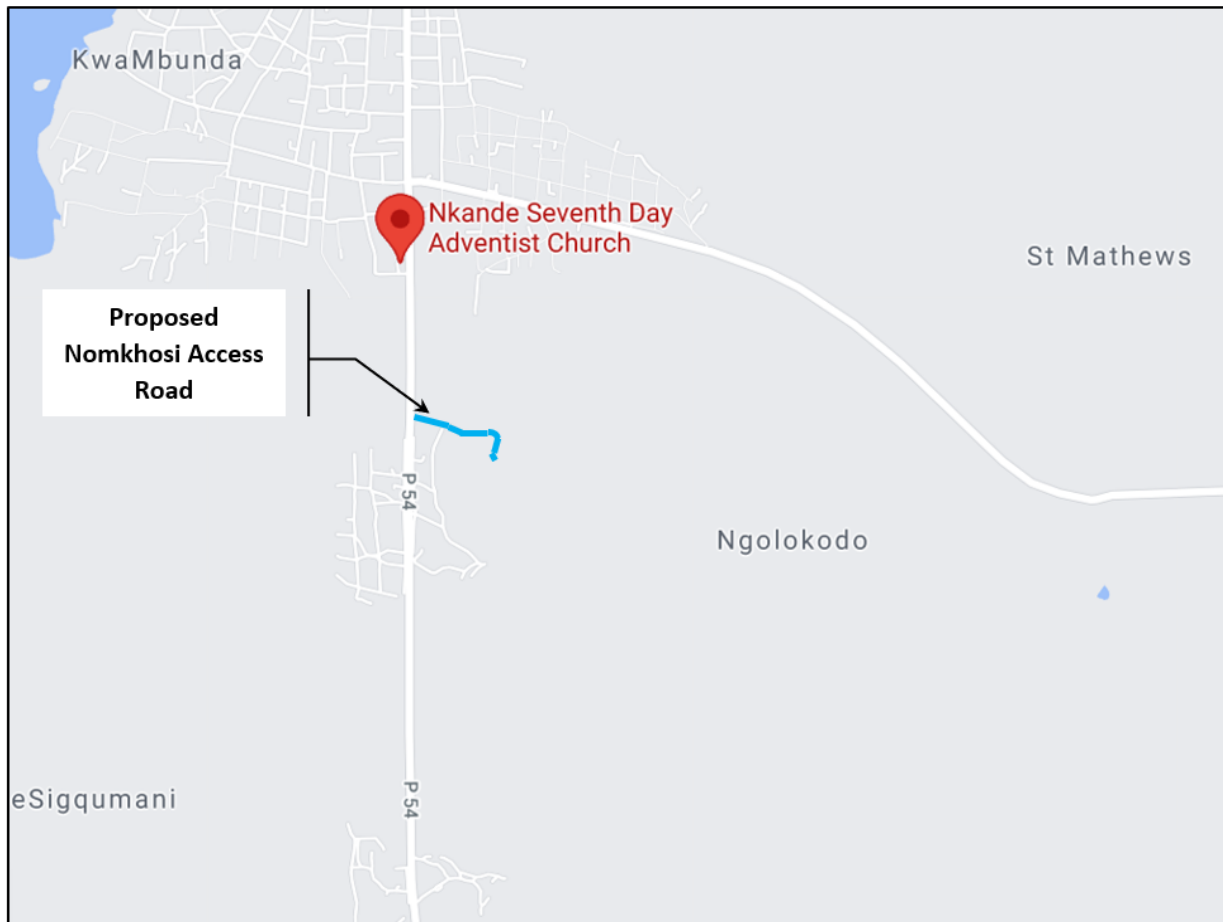 KwaMbunda
Nkande Seventh Day
Adventist Church
St Mathews
Proposed
Nomkhosi Access
Road
P 54
Ngolokodo
eSigqumani
P 54